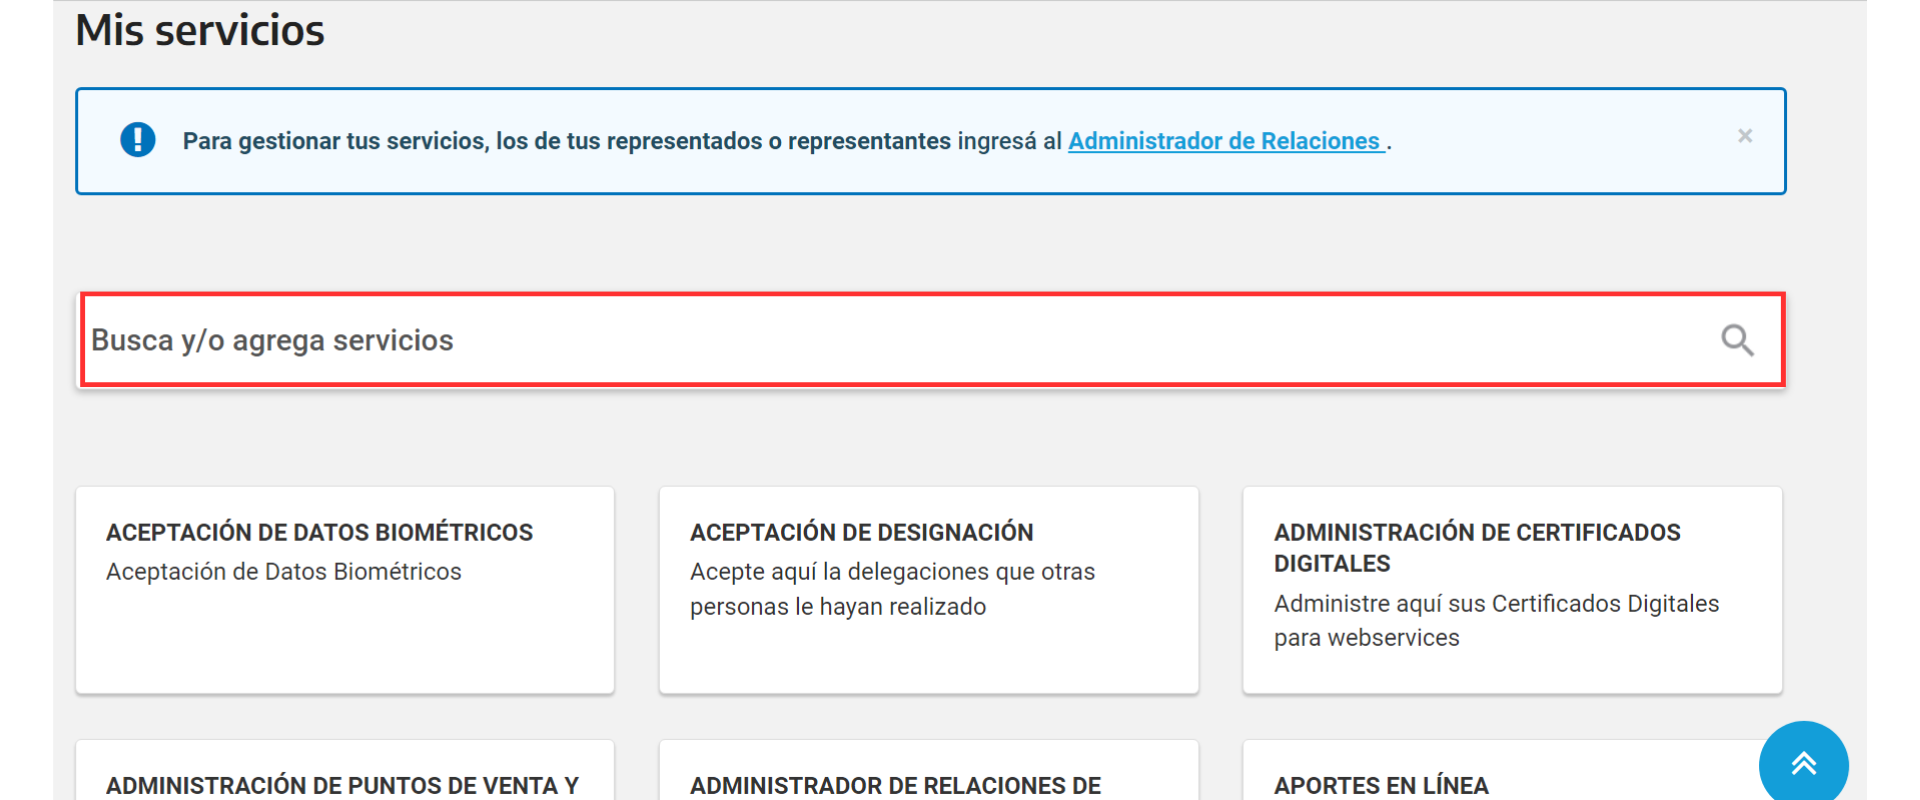 Mis servicios
Para gestionar tus servicios, los de tus representados o representantes ingresá al Administrador de Relaciones .
×
Busca y/o agrega servicios
ACEPTACIÓN DE DATOS BIOMÉTRICOS
Aceptación de Datos Biométricos
ACEPTACIÓN DE DESIGNACIÓN
Acepte aquí la delegaciones que otras
personas le hayan realizado
ADMINISTRACIÓN DE CERTIFICADOS
DIGITALES
Administre aquí sus Certificados Digitales
para webservices
ADMINISTRACIÓN DE PUNTOS DE VENTA Y
ADMINISTRADOR DE RELACIONES DE
APORTES EN LÍNEA